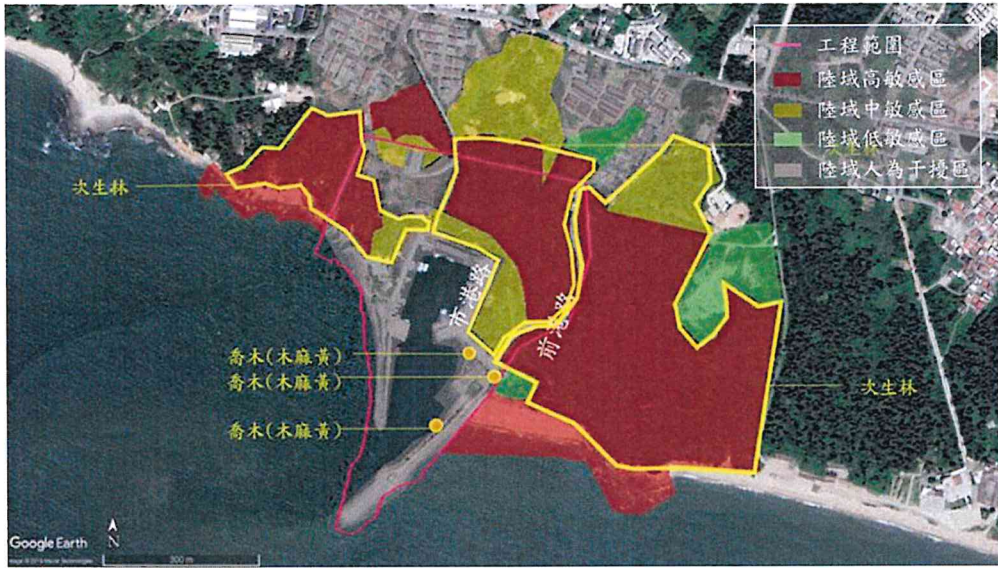 工程範圍
陸域高敏感區
陸域中敏感區
陸域低敏感區
陸域人為干擾區
次生林
市港路
前港路
喬木(木麻黃)
喬木(木麻黃)
喬木(木麻黃)
次生林
Google Earth
N
300 m